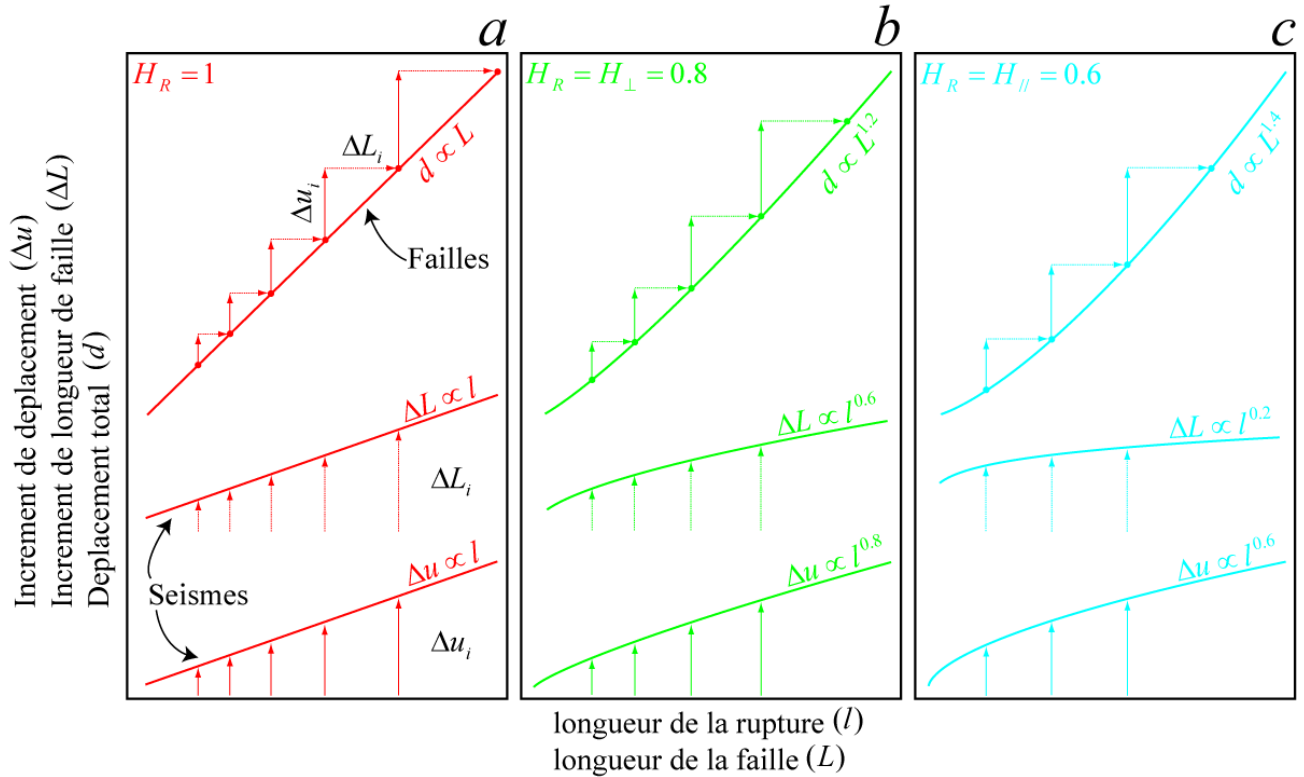 a
b
c
H_R = 1
H_R = H_⊥ = 0.8
H_R = H_// = 0.6
d ∝ L
d ∝ L^1.2
d ∝ L^1.4
ΔL_i
Δu_i
Failles
ΔL ∝ l
ΔL ∝ l^0.6
ΔL ∝ l^0.2
ΔL_i
Δu ∝ l
Δu ∝ l^0.8
Δu ∝ l^0.6
Seismes
Δu_i
Increment de deplacement (Δu)
Increment de longueur de faille (ΔL)
Deplacement total (d)
longueur de la rupture (l)
longueur de la faille (L)